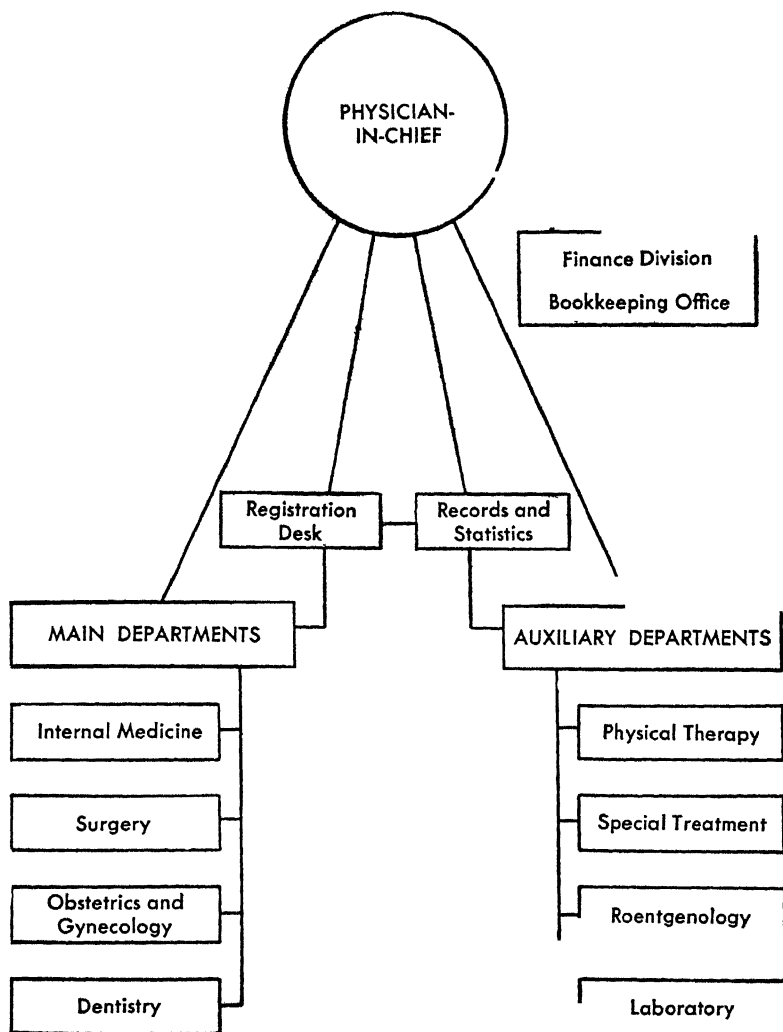 PHYSICIAN-
IN-CHIEF
Finance Division
Bookkeeping Office
Registration
Desk
Records and
Statistics
MAIN DEPARTMENTS
AUXILIARY DEPARTMENTS
Internal Medicine
Surgery
Obstetrics and
Gynecology
Dentistry
Physical Therapy
Special Treatment
Roentgenology
Laboratory